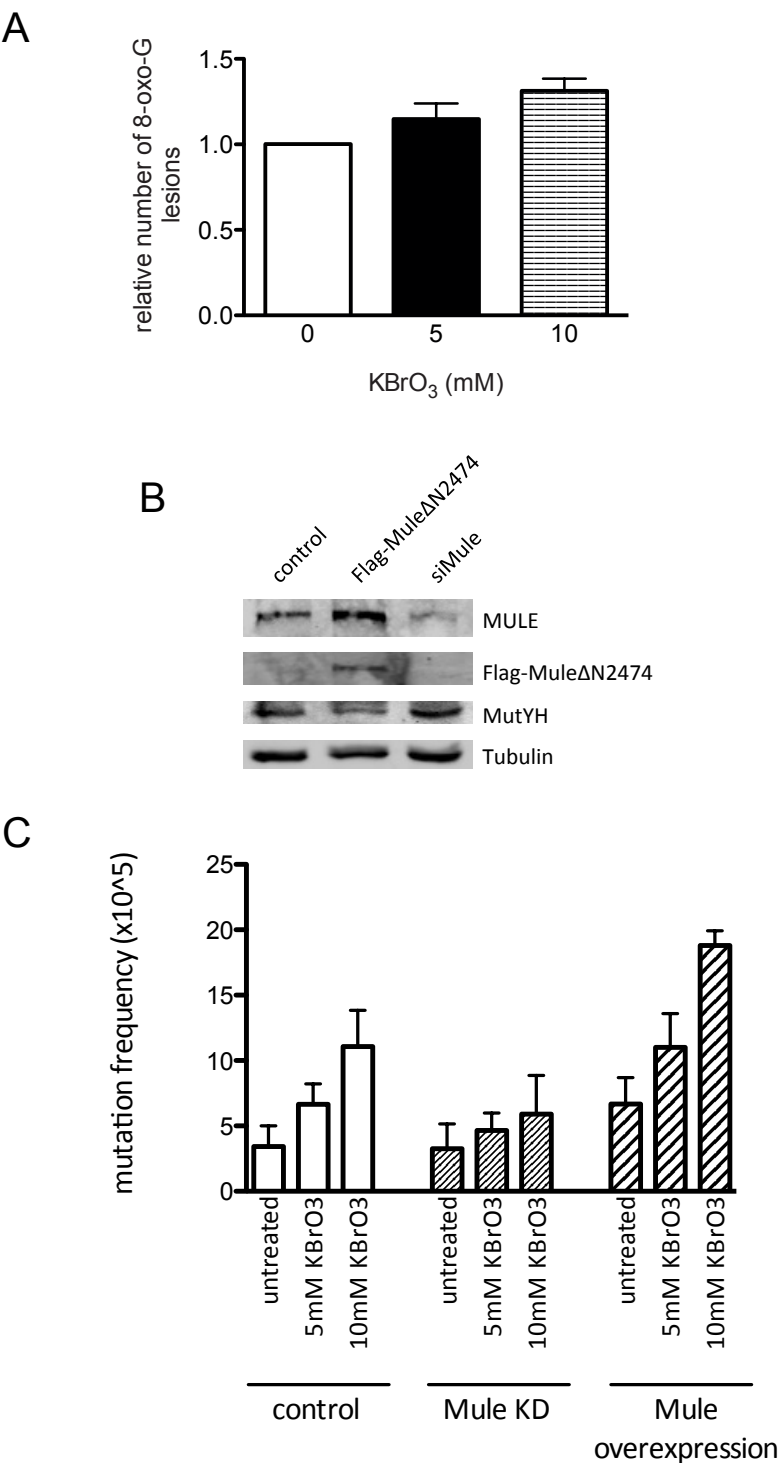 A
relative number of 8-oxo-G
lesions
1.5
1.0
0.5
0.0
0 5 10
KBrO3 (mM)
B
control Flag-MuleΔN2474 siMule
MULE
Flag-MuleΔN2474
MutYH
Tubulin
C
mutation frequency (x10^5)
25
20
15
10
5
0
untreated 5mM KBrO3 10mM KBrO3 untreated 5mM KBrO3 10mM KBrO3 untreated 5mM KBrO3 10mM KBrO3
control Mule KD Mule
overexpression